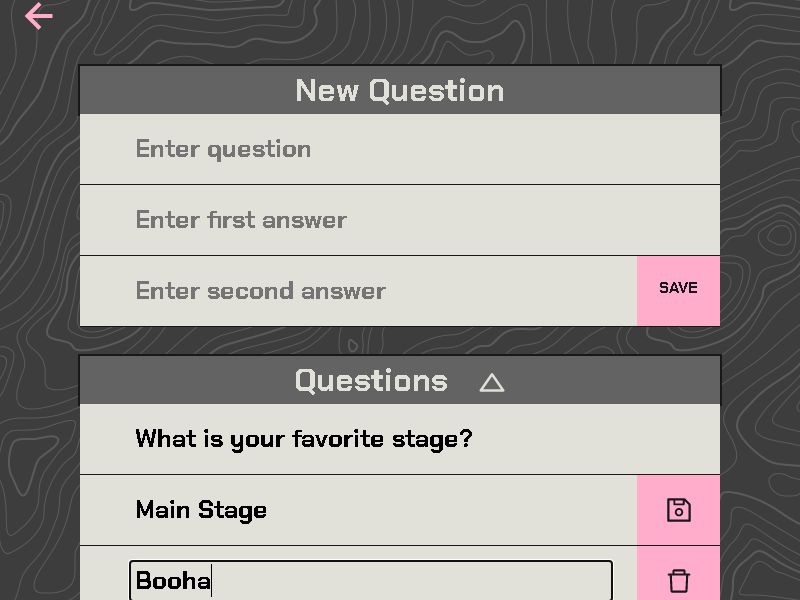 New Question
Enter question
Enter first answer
Enter second answer
SAVE
Questions
What is your favorite stage?
Main Stage
Booha